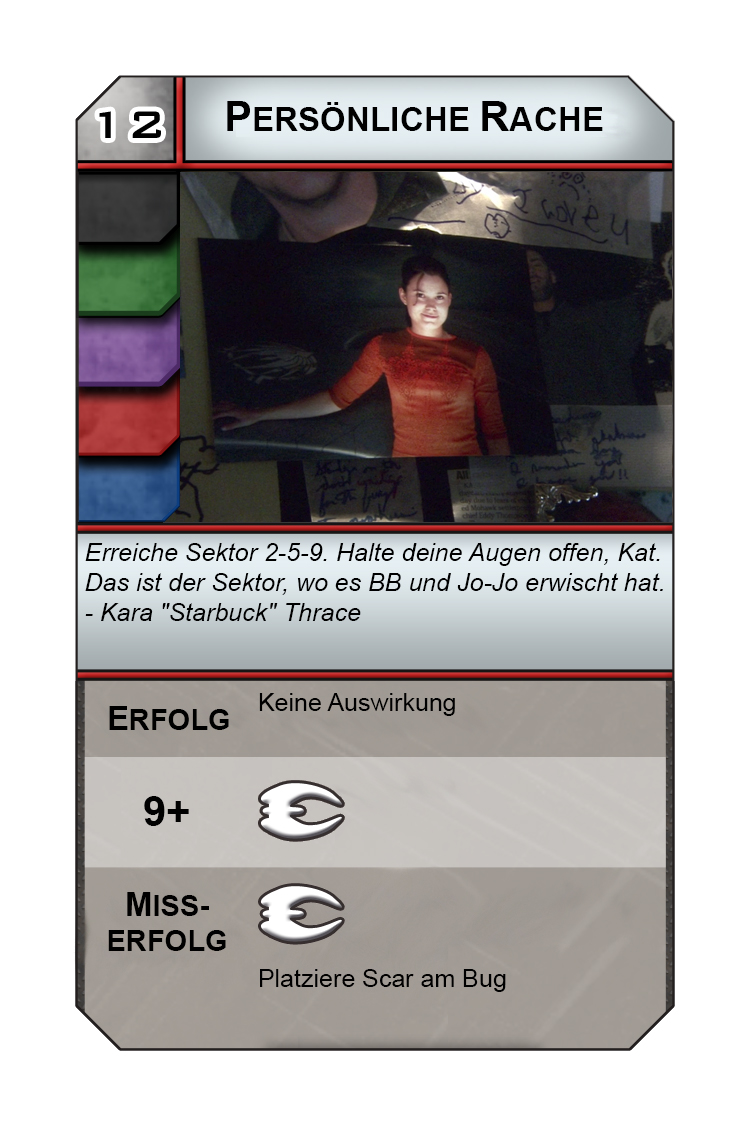 12
PERSÖNLICHE RACHE
I LOVE U
Erreiche Sektor 2-5-9. Halte deine Augen offen, Kat.
Das ist der Sektor, wo es BB und Jo-Jo erwischt hat.
- Kara "Starbuck" Thrace
ERFOLG
Keine Auswirkung
9+
MISS-
ERFOLG
Platziere Scar am Bug